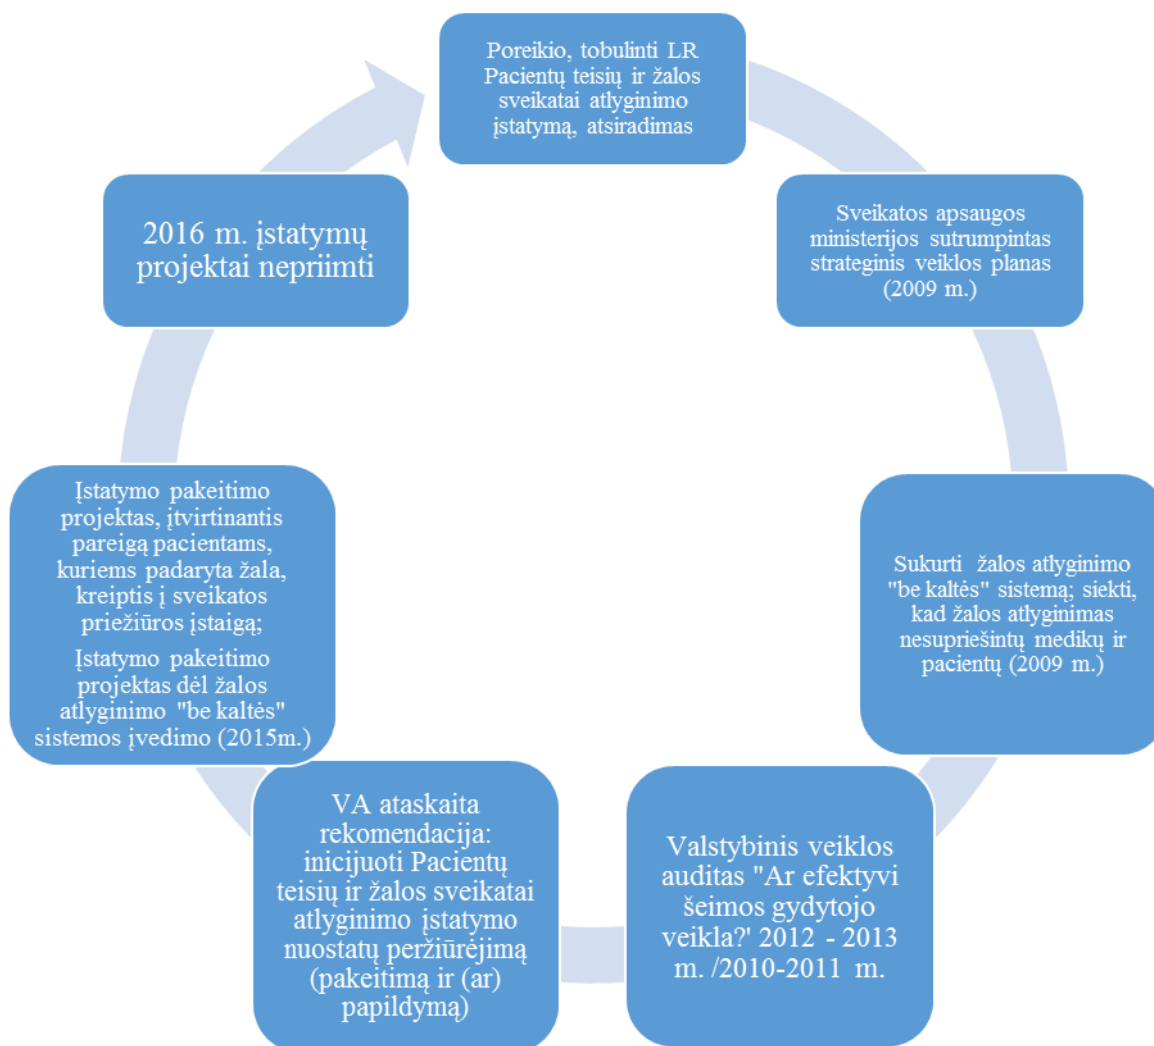 Poreikio, tobulinti LR
Pacientų teisių ir žalos
sveikatai atlyginimo
įstatymą, atsiradimas
Sveikatos apsaugos
ministerijos sutrumpintas
strateginis veiklos planas
(2009 m.)
Sukurti žalos atlyginimo
"be kaltės" sistemą; siekti,
kad žalos atlyginimas
nesupriešintų medikų ir
pacientų (2009 m.)
Valstybinis veiklos
auditas "Ar efektyvi
šeimos gydytojo
veikla?' 2012 - 2013
m. /2010-2011 m.
VA ataskaita
rekomendacija:
inicijuoti Pacientų
teisių ir žalos sveikatai
atlyginimo įstatymo
nuostatų peržiūrėjimą
(pakeitimą ir (ar)
papildymą)
Įstatymo pakeitimo
projektas, įtvirtinantis
pareigą pacientams,
kuriems padaryta žala,
kreiptis į sveikatos
priežiūros įstaigą;
Įstatymo pakeitimo
projektas dėl žalos
atlyginimo "be kaltės"
sistemos įvedimo (2015m.)
2016 m. įstatymų
projektai nepriimti